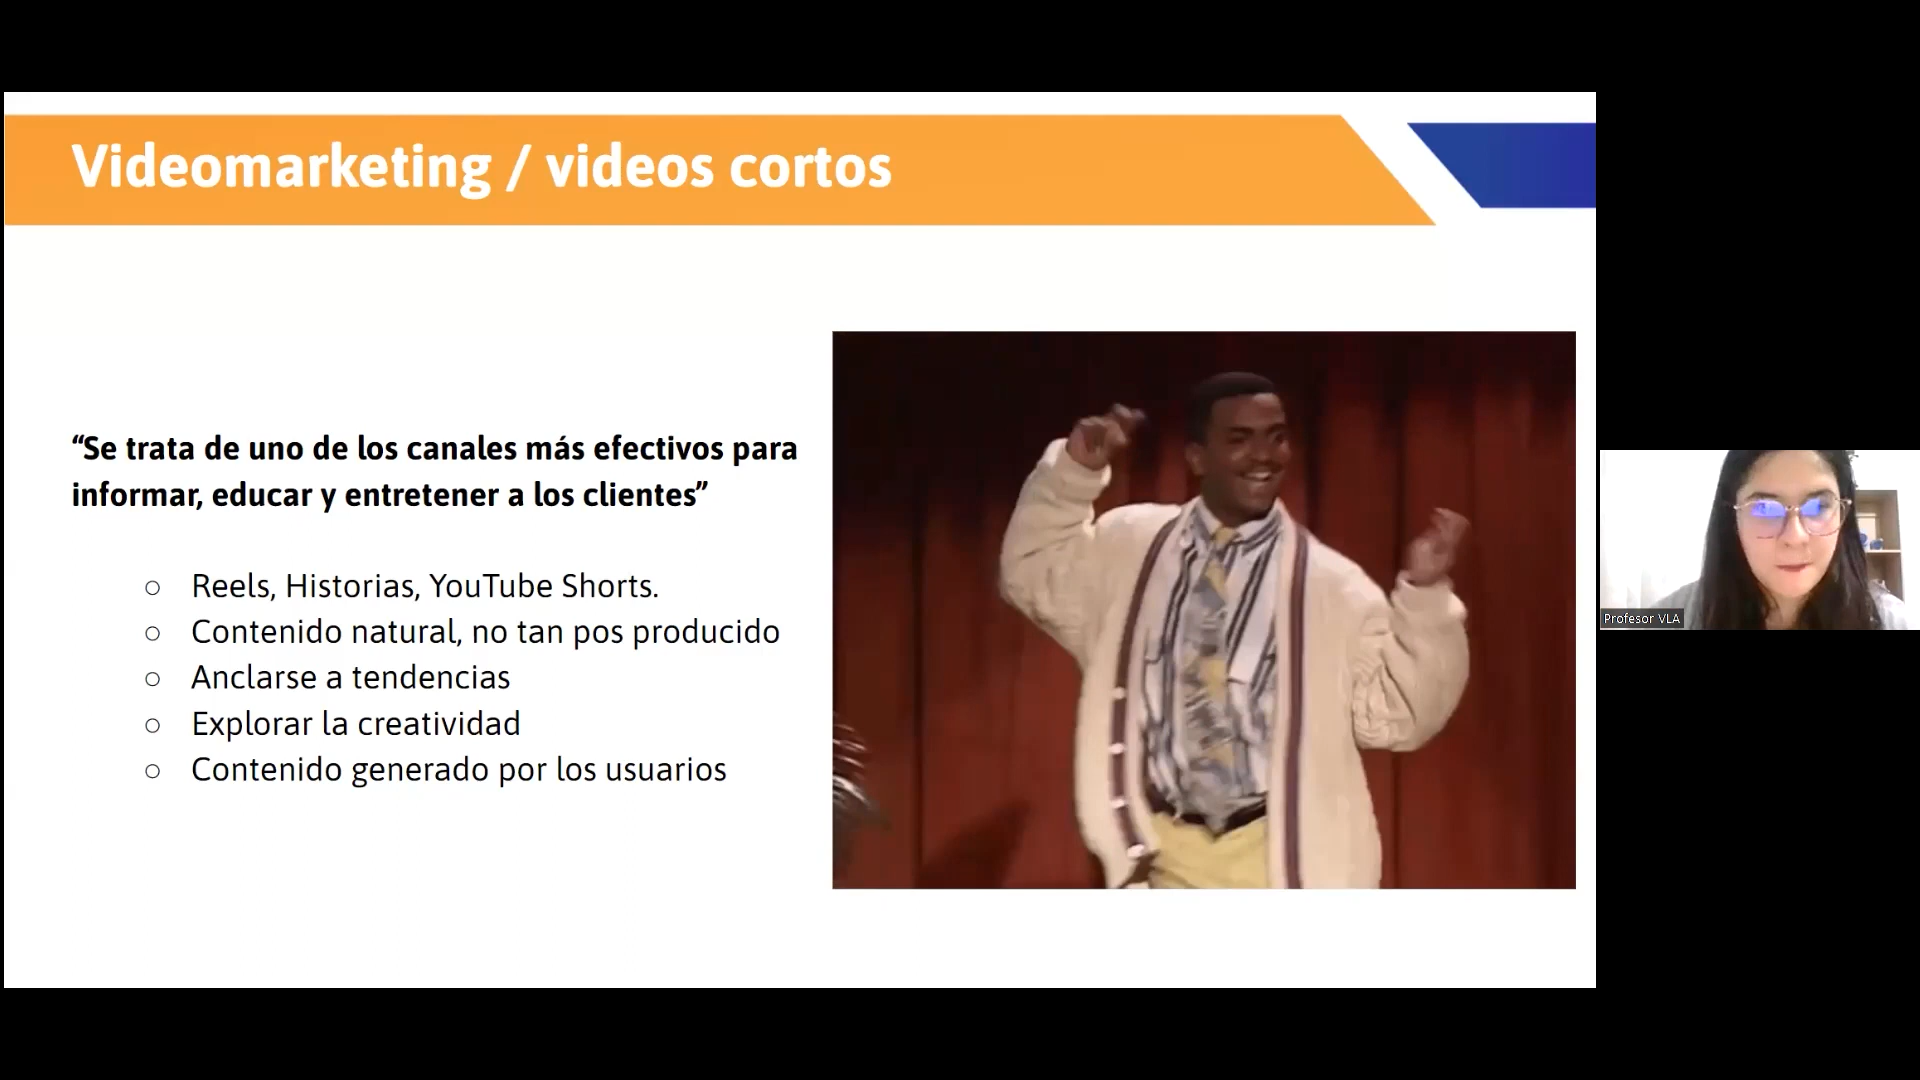 Videomarketing / videos cortos
“Se trata de uno de los canales más efectivos para
informar, educar y entretener a los clientes”
○ Reels, Historias, YouTube Shorts.
○ Contenido natural, no tan pos producido
○ Anclarse a tendencias
○ Explorar la creatividad
○ Contenido generado por los usuarios
Profesor VLA